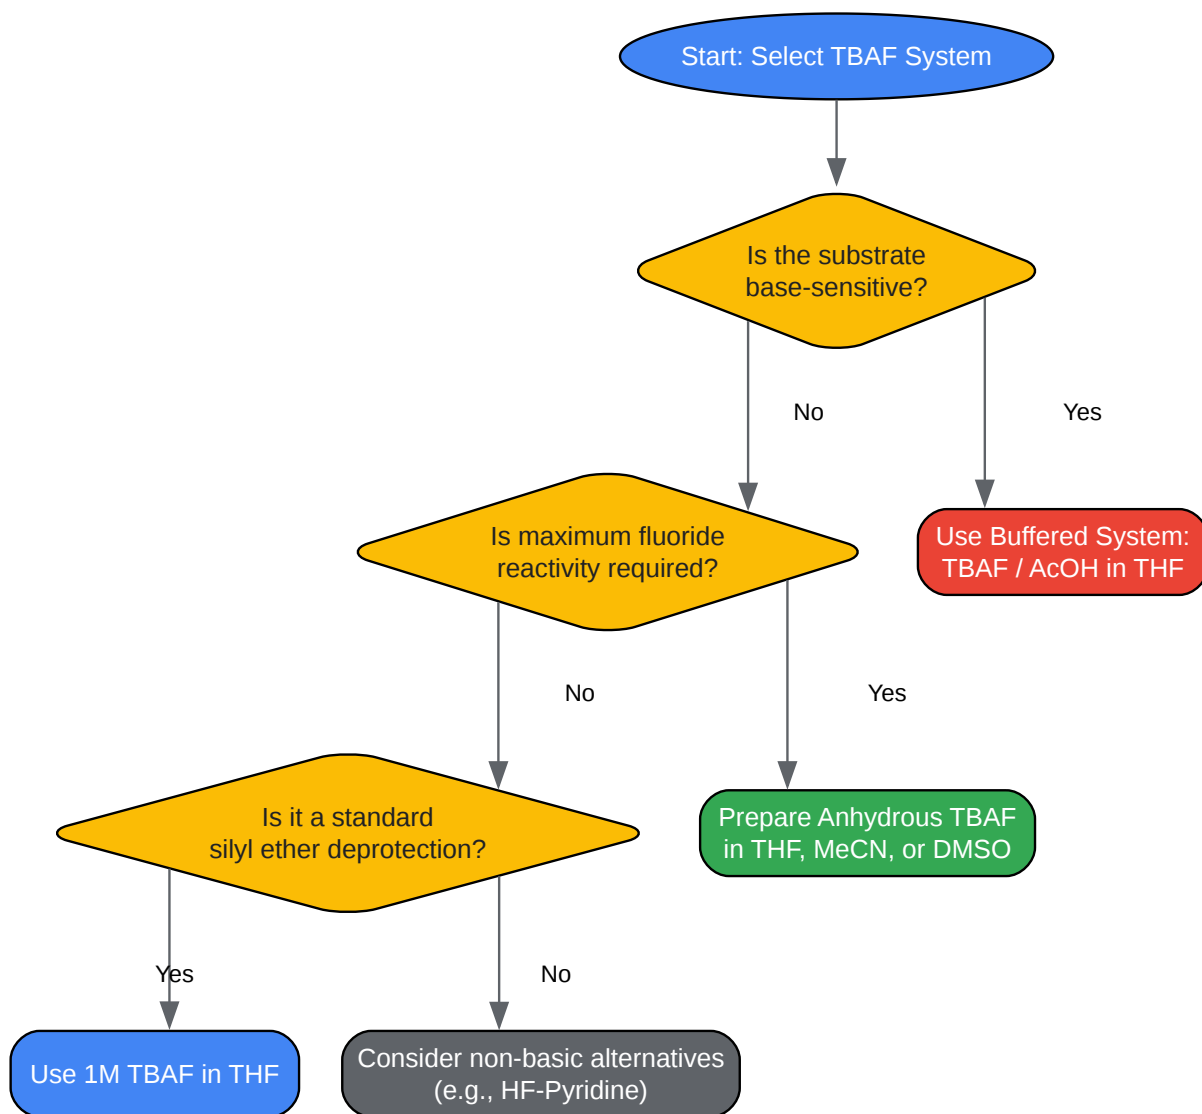 Start: Select TBAF System
Is the substrate
base-sensitive?
No
Yes
Is maximum fluoride
reactivity required?
Use Buffered System:
TBAF / AcOH in THF
No
Yes
Is it a standard
silyl ether deprotection?
Prepare Anhydrous TBAF
in THF, MeCN, or DMSO
Yes
No
Use 1M TBAF in THF
Consider non-basic alternatives
(e.g., HF-Pyridine)